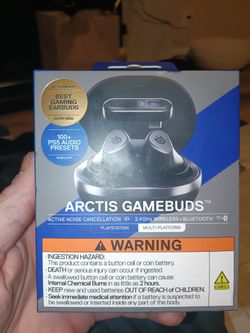 BEST
GAMING
EARBUDS
100+
PS5 AUDIO
PRESETS
ARCTIS GAMEBUDS™
ACTIVE NOISE CANCELLATION
2.4GHz WIRELESS + BLUETOOTH
PLAYSTATION
MULTI-PLATFORM
WARNING
• INGESTION HAZARD:
This product contains a button cell or coin battery.
• DEATH or serious injury can occur if ingested.
• A swallowed button cell or coin battery can cause
Internal Chemical Burns in as little as 2 hours.
• KEEP new and used batteries OUT OF REACH OF CHILDREN.
• Seek immediate medical attention if a battery is suspected to
be swallowed or inserted inside any part of the body.